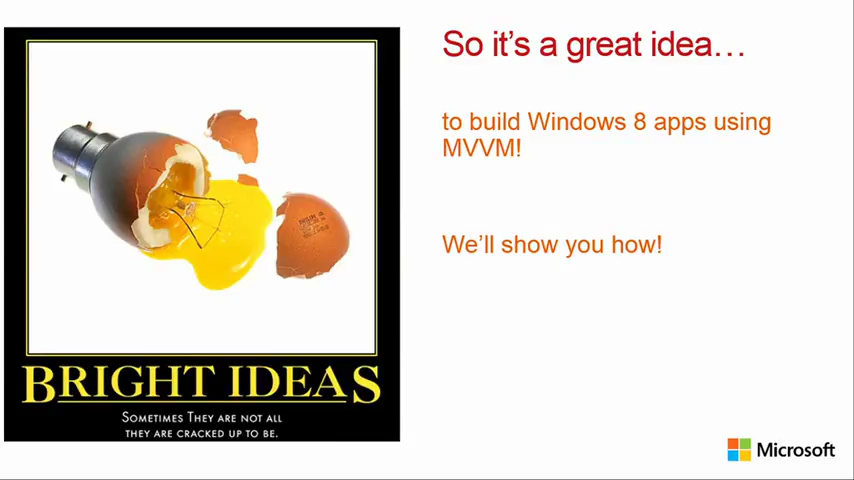 So it's a great idea…
to build Windows 8 apps using
MVVM!
We'll show you how!
BRIGHT IDEAS
SOMETIMES THEY ARE NOT ALL
THEY ARE CRACKED UP TO BE.
Microsoft